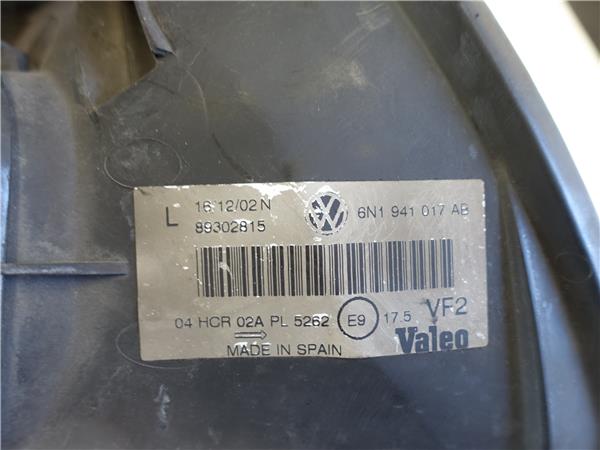 L 16/12/02 N 6N1 941 017 AB
89302815
04 HCR 02A PL 5262 E9 17.5 VF2
MADE IN SPAIN Valeo